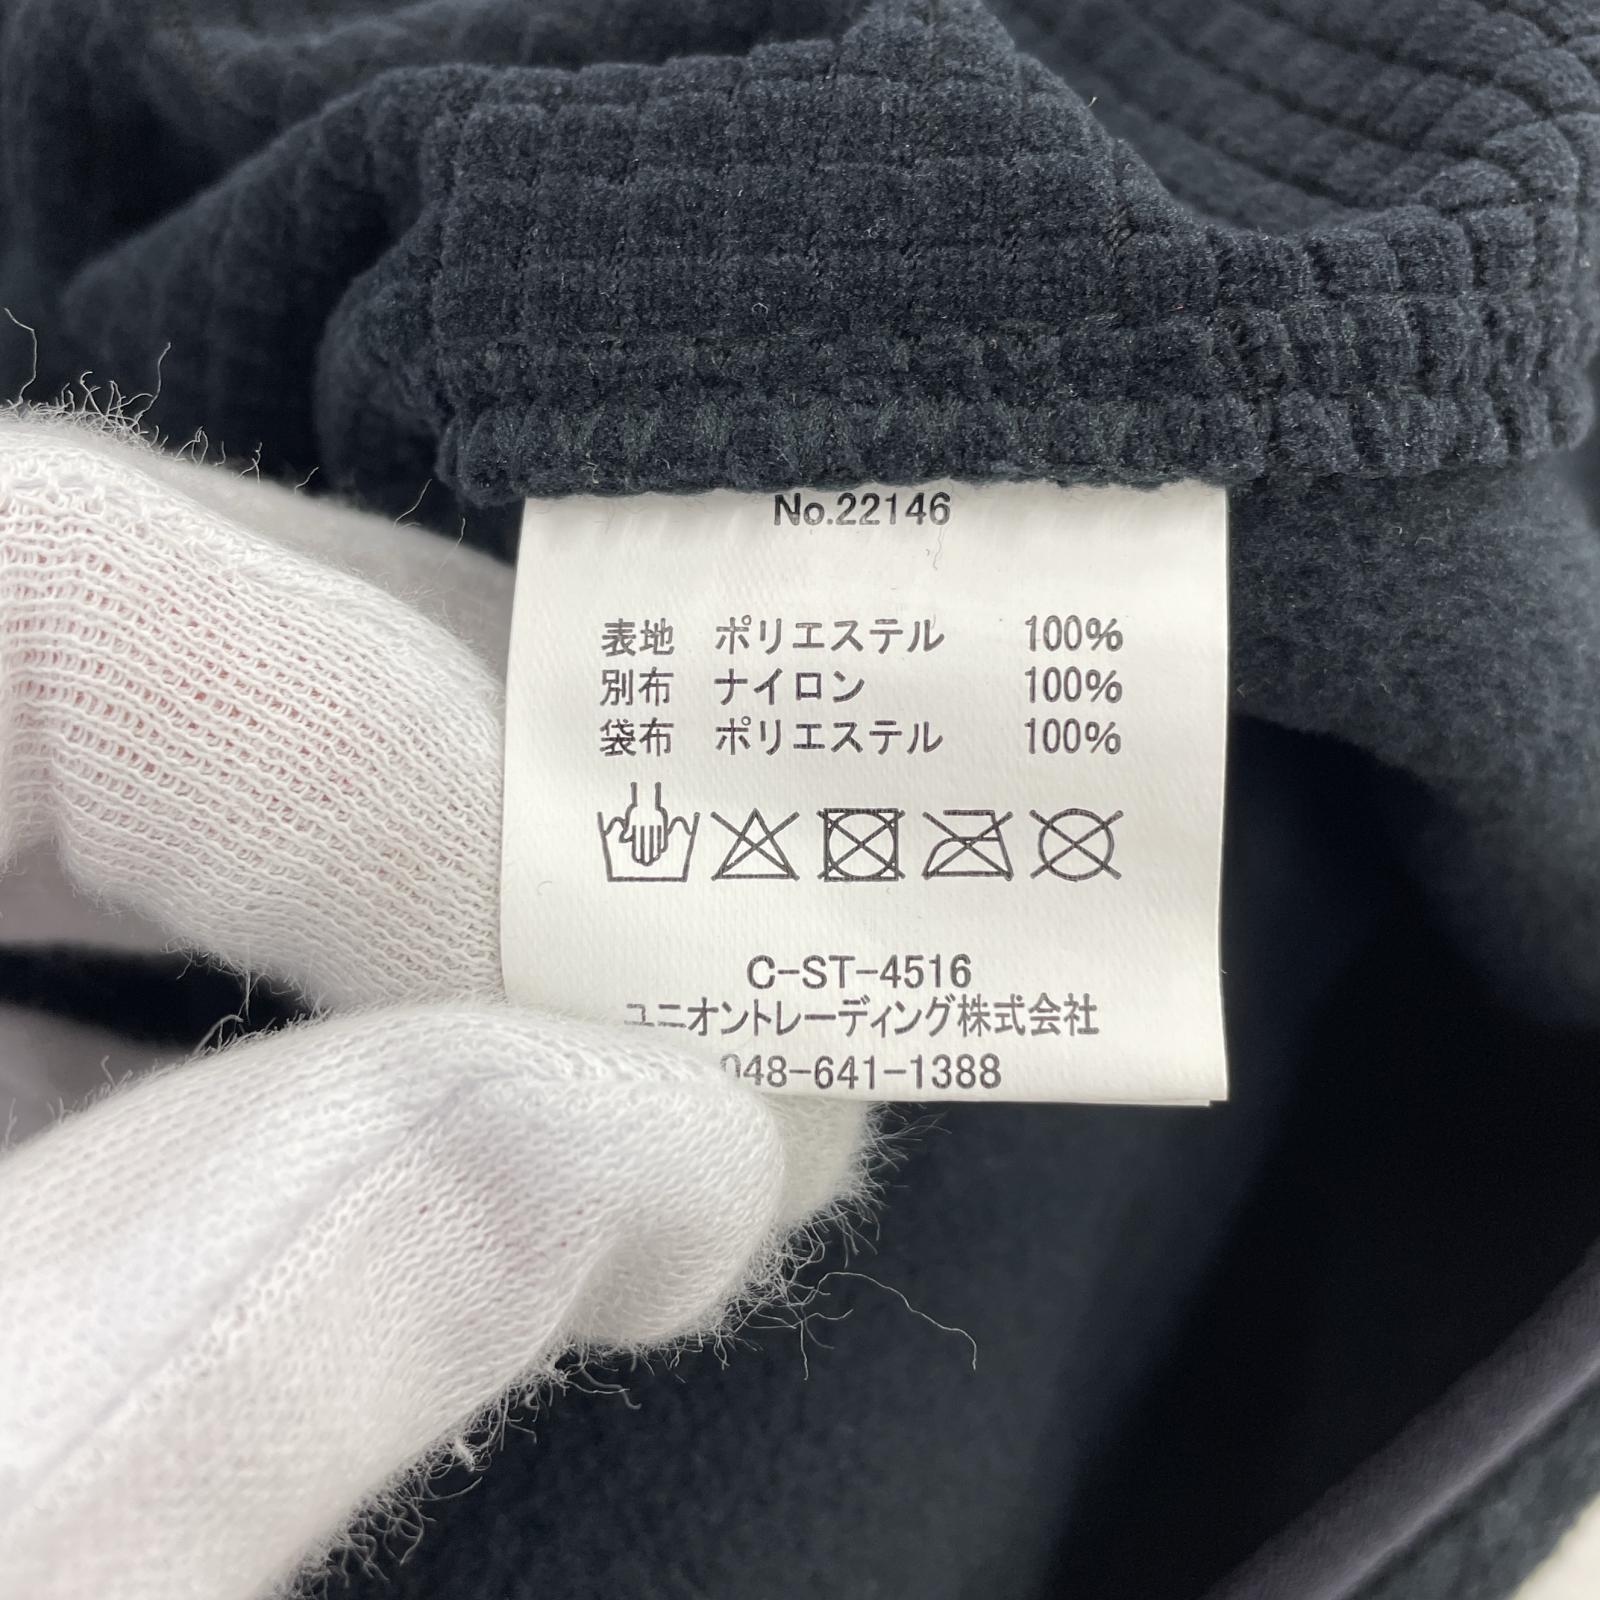 No.22146
表地 ポリエステル 100%
別布 ナイロン 100%
袋布 ポリエステル 100%
C-ST-4516
ユニオントレーディング株式会社
048-641-1388